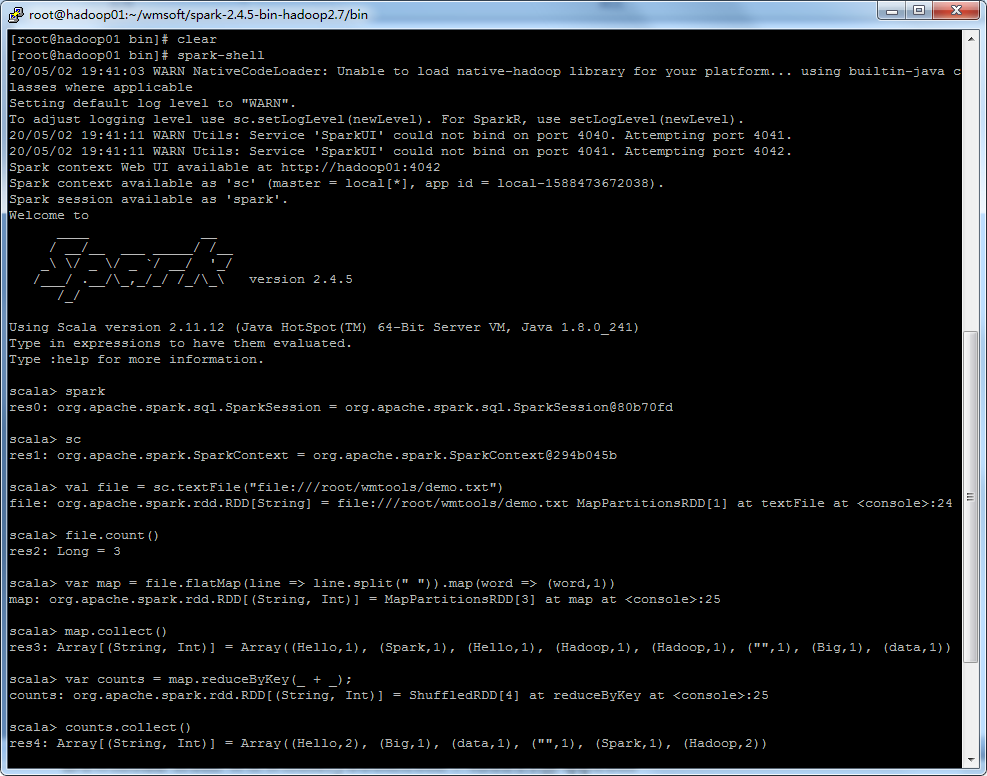 root@hadoop01:~/wmsoft/spark-2.4.5-bin-hadoop2.7/bin
[root@hadoop01 bin]# clear
[root@hadoop01 bin]# spark-shell
20/05/02 19:41:03 WARN NativeCodeLoader: Unable to load native-hadoop library for your platform... using builtin-java c
lasses where applicable
Setting default log level to "WARN".
To adjust logging level use sc.setLogLevel(newLevel). For SparkR, use setLogLevel(newLevel).
20/05/02 19:41:11 WARN Utils: Service 'SparkUI' could not bind on port 4040. Attempting port 4041.
20/05/02 19:41:11 WARN Utils: Service 'SparkUI' could not bind on port 4041. Attempting port 4042.
Spark context Web UI available at http://hadoop01:4042
Spark context available as 'sc' (master = local[*], app id = local-1588473672038).
Spark session available as 'spark'.
Welcome to
      ____              __
     / __/__  ___ _____/ /__
    _\ \/ _ \/ _ `/ __/  '_/
   /___/ .__/\_,_/_/ /_/\_\   version 2.4.5
      /_/
Using Scala version 2.11.12 (Java HotSpot(TM) 64-Bit Server VM, Java 1.8.0_241)
Type in expressions to have them evaluated.
Type :help for more information.
scala> spark
res0: org.apache.spark.sql.SparkSession = org.apache.spark.sql.SparkSession@80b70fd
scala> sc
res1: org.apache.spark.SparkContext = org.apache.spark.SparkContext@294b045b
scala> val file = sc.textFile("file:///root/wmtools/demo.txt")
file: org.apache.spark.rdd.RDD[String] = file:///root/wmtools/demo.txt MapPartitionsRDD[1] at textFile at <console>:24
scala> file.count()
res2: Long = 3
scala> var map = file.flatMap(line => line.split(" ")).map(word => (word,1))
map: org.apache.spark.rdd.RDD[(String, Int)] = MapPartitionsRDD[3] at map at <console>:25
scala> map.collect()
res3: Array[(String, Int)] = Array((Hello,1), (Spark,1), (Hello,1), (Hadoop,1), (Hadoop,1), ("",1), (Big,1), (data,1))
scala> var counts = map.reduceByKey(_ + _);
counts: org.apache.spark.rdd.RDD[(String, Int)] = ShuffledRDD[4] at reduceByKey at <console>:25
scala> counts.collect()
res4: Array[(String, Int)] = Array((Hello,2), (Big,1), (data,1), ("",1), (Spark,1), (Hadoop,2))